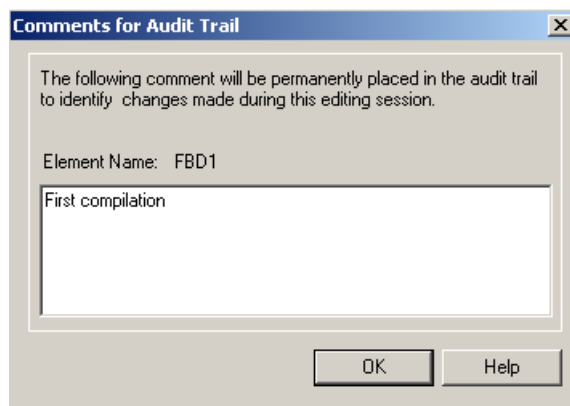 Comments for Audit Trail
The following comment will be permanently placed in the audit trail
to identify changes made during this editing session.
Element Name: FBD1
First compilation
OK
Help